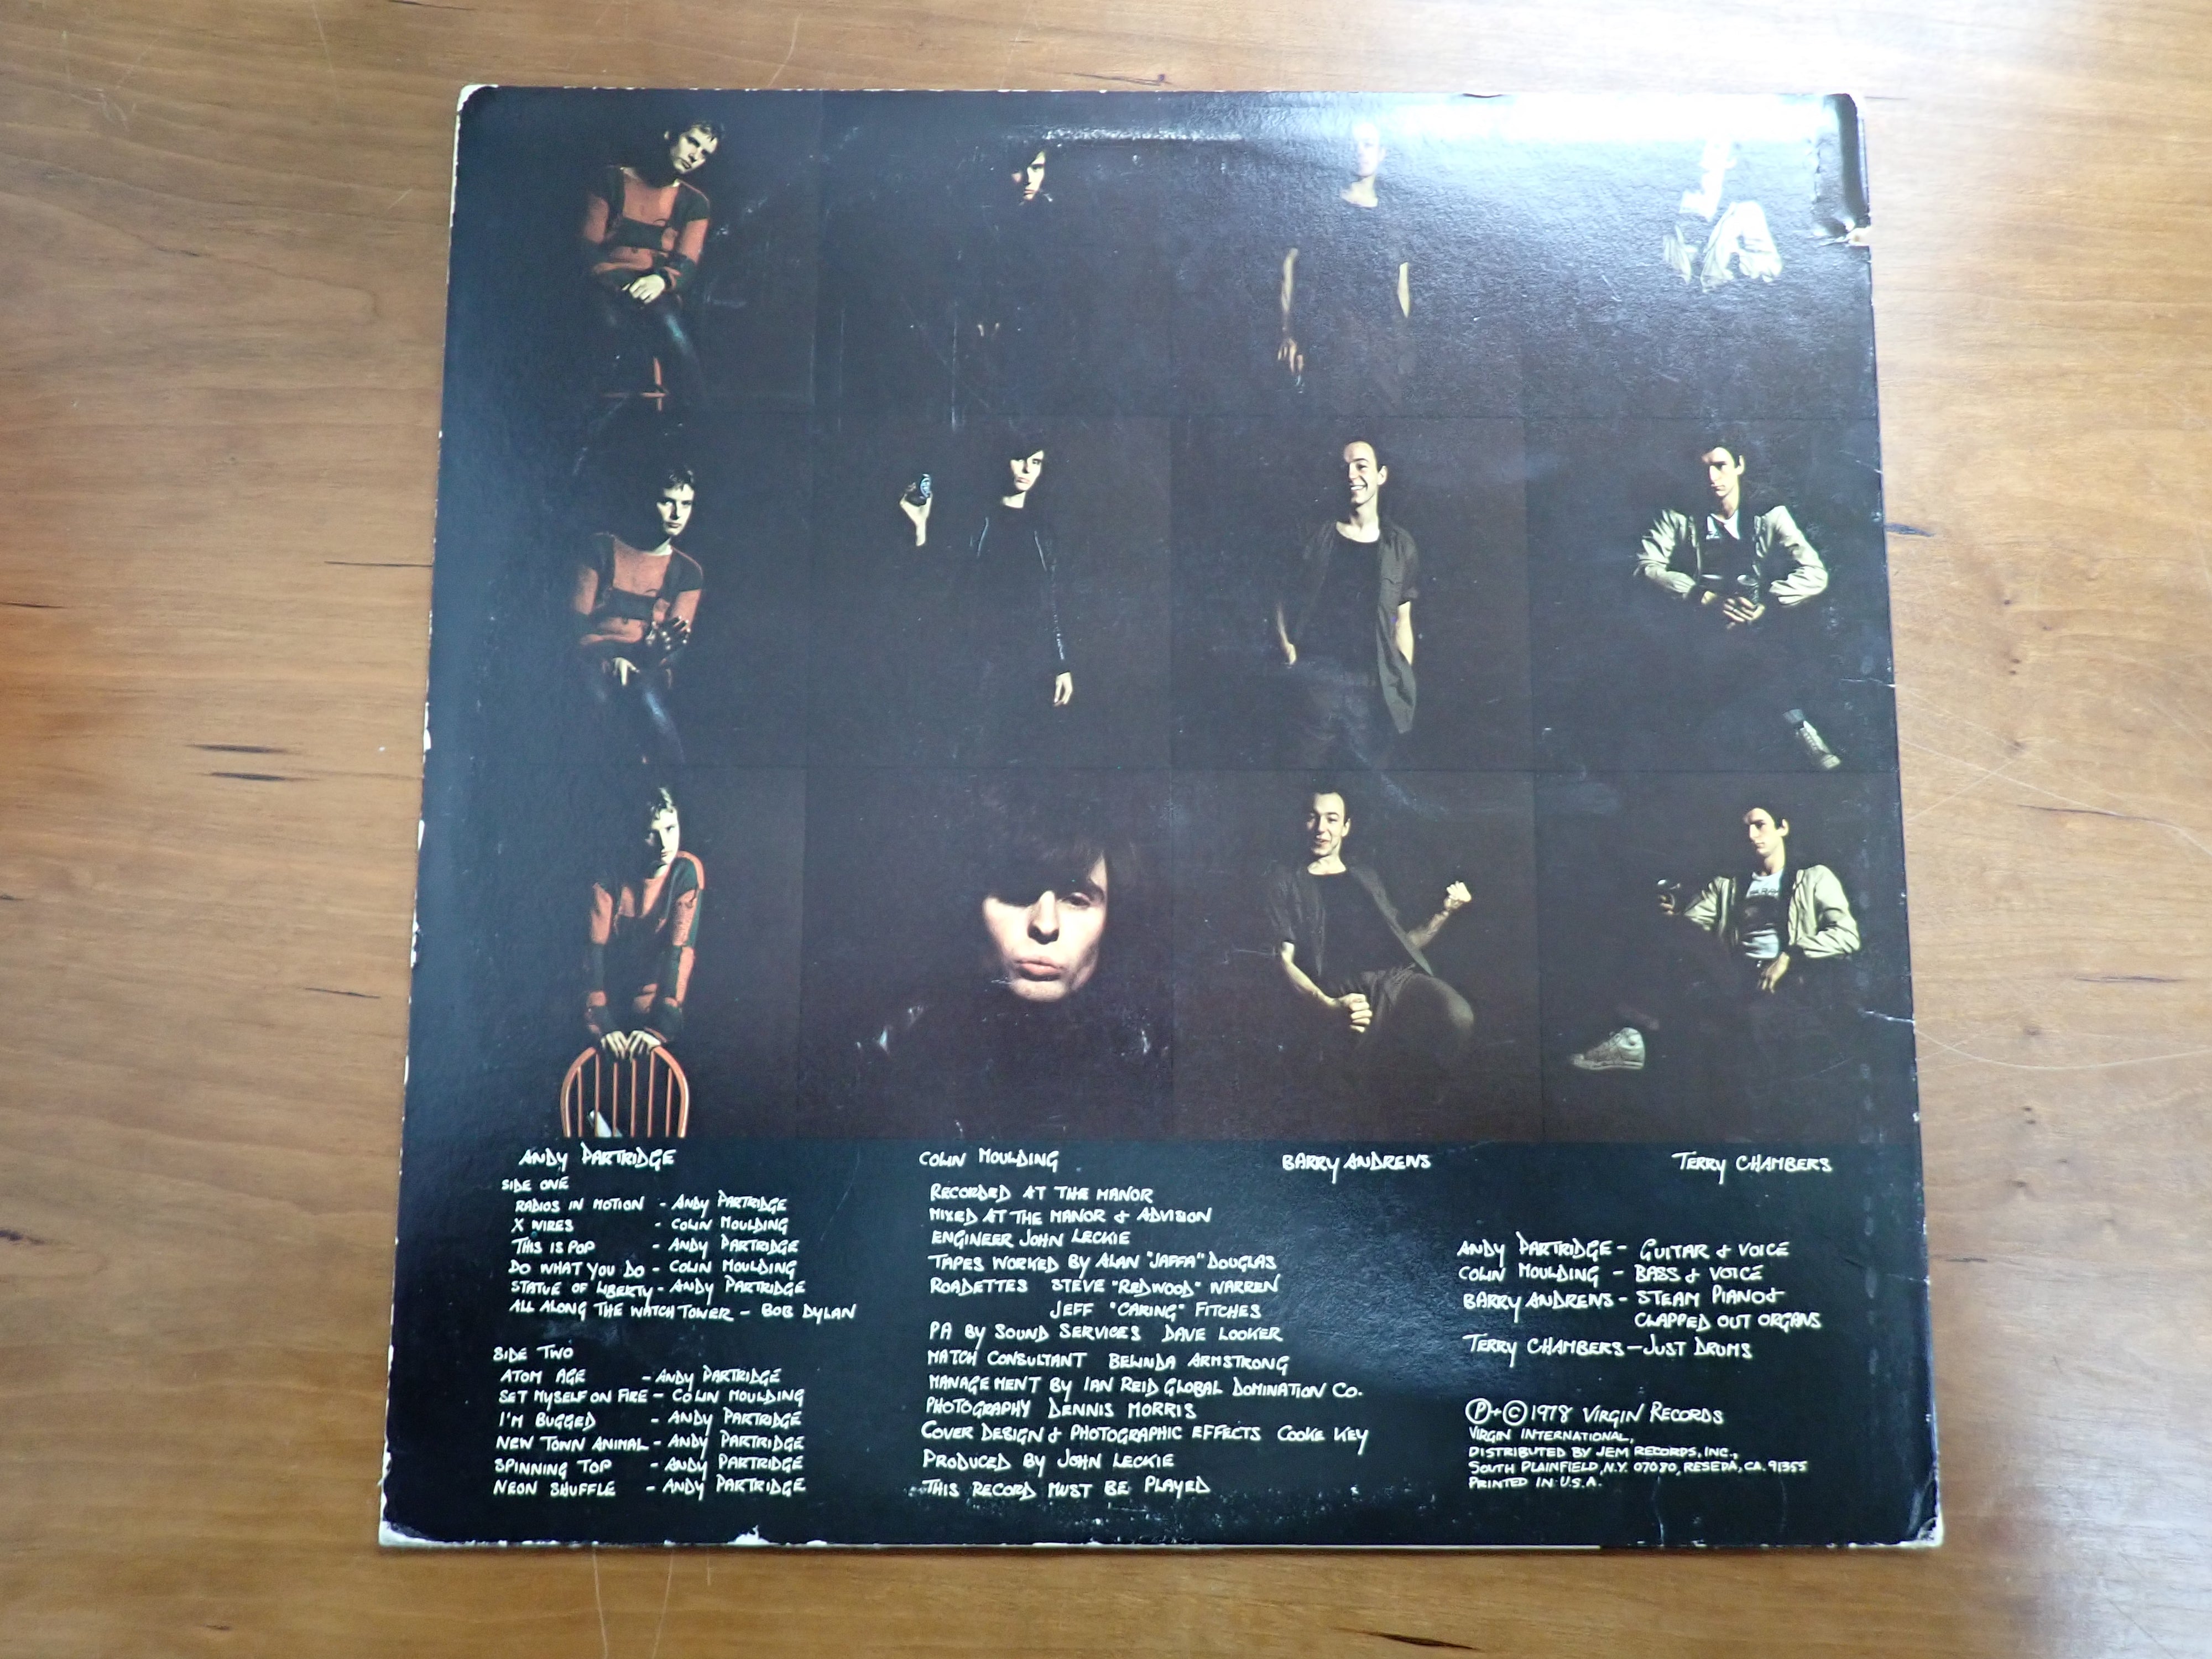 ANDY PARTRIDGE
COLIN MOULDING
BARRY ANDREWS
TERRY CHAMBERS
SIDE ONE
RADIOS IN MOTION - ANDY PARTRIDGE
X WIRES - COLIN MOULDING
THIS IS POP - ANDY PARTRIDGE
DO WHAT YOU DO - COLIN MOULDING
STATUE OF LIBERTY - ANDY PARTRIDGE
ALL ALONG THE WATCH TOWER - BOB DYLAN
SIDE TWO
ATOM AGE - ANDY PARTRIDGE
SET MYSELF ON FIRE - COLIN MOULDING
I'M BUGGED - ANDY PARTRIDGE
NEW TOWN ANIMAL - ANDY PARTRIDGE
SPINNING TOP - ANDY PARTRIDGE
NEON SHUFFLE - ANDY PARTRIDGE
RECORDED AT THE MANOR
MIXED AT THE MANOR & ADVISION
ENGINEER JOHN LECKIE
TAPES WORKED BY ALAN "JAFFA" DOUGLAS
ROADETTES STEVE "REDWOOD" WARREN
JEFF "CARING" FITCHES
PA BY SOUND SERVICES DAVE LOOKER
MATCH CONSULTANT BELINDA ARMSTRONG
MANAGEMENT BY IAN REID GLOBAL DOMINATION CO.
PHOTOGRAPHY DENNIS MORRIS
COVER DESIGN & PHOTOGRAPHIC EFFECTS COOKE KEY
PRODUCED BY JOHN LECKIE
THIS RECORD MUST BE PLAYED
ANDY PARTRIDGE - GUITAR & VOICE
COLIN MOULDING - BASS & VOICE
BARRY ANDREWS - STEAM PIANO &
CLAPPED OUT ORGANS
TERRY CHAMBERS - JUST DRUMS
Ⓟ+© 1978 VIRGIN RECORDS
VIRGIN INTERNATIONAL,
DISTRIBUTED BY JEM RECORDS, INC.,
SOUTH PLAINFIELD, N.Y. 07080, RESEDA, CA. 91355
PRINTED IN U.S.A.